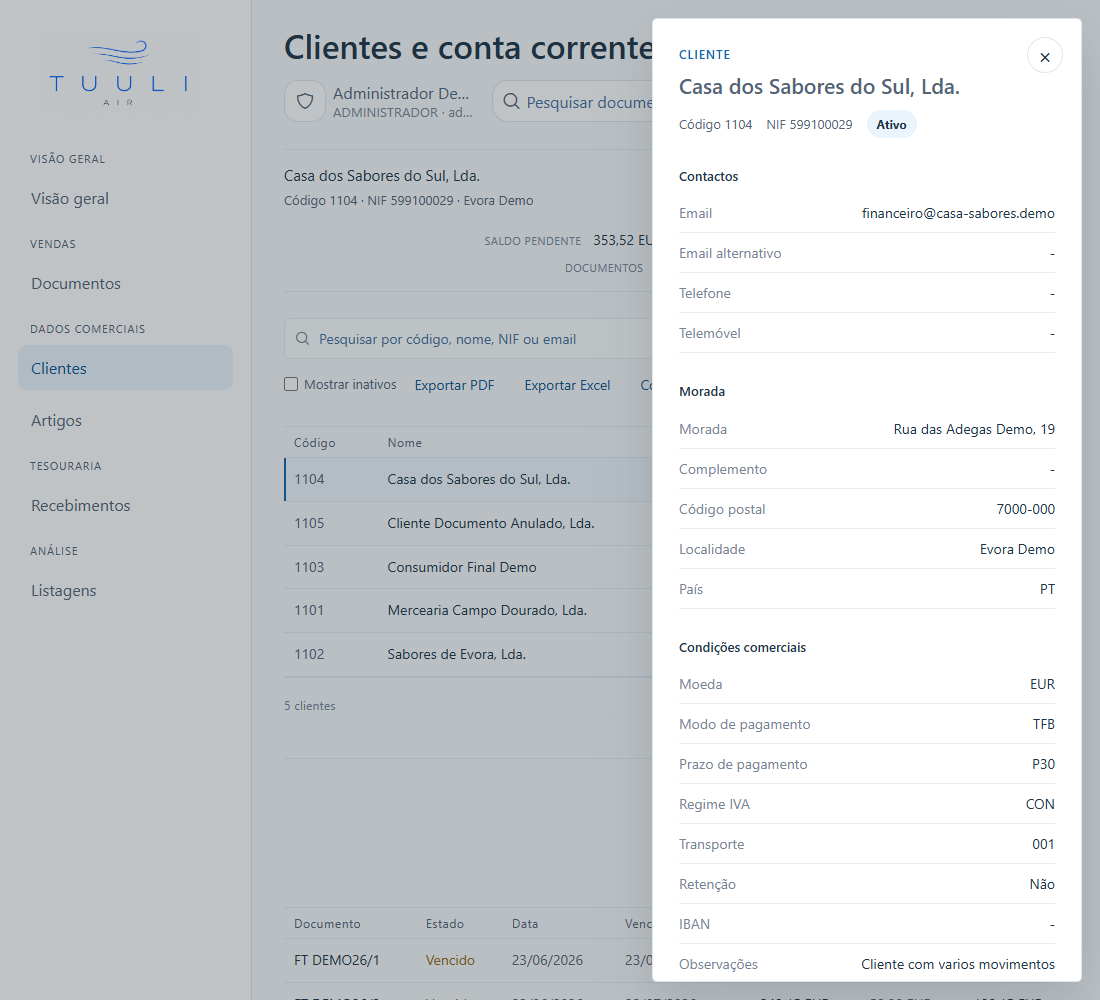 TUULI
AIR
VISÃO GERAL
Visão geral
VENDAS
Documentos
DADOS COMERCIAIS
Clientes
Artigos
TESOURARIA
Recebimentos
ANÁLISE
Listagens
Clientes e conta corrente
Administrador De...
ADMINISTRADOR · ad...
Pesquisar docume
Casa dos Sabores do Sul, Lda.
Código 1104 · NIF 599100029 · Evora Demo
SALDO PENDENTE 353,52 EU
DOCUMENTOS
Pesquisar por código, nome, NIF ou email
Mostrar inativos Exportar PDF Exportar Excel
Código Nome
1104 Casa dos Sabores do Sul, Lda.
1105 Cliente Documento Anulado, Lda.
1103 Consumidor Final Demo
1101 Mercearia Campo Dourado, Lda.
1102 Sabores de Evora, Lda.
5 clientes
Documento Estado Data Venc
FT DEMO26/1 Vencido 23/06/2026 23/0
CLIENTE
Casa dos Sabores do Sul, Lda.
Código 1104 NIF 599100029 Ativo
Contactos
Email financeiro@casa-sabores.demo
Email alternativo -
Telefone -
Telemóvel -
Morada
Morada Rua das Adegas Demo, 19
Complemento -
Código postal 7000-000
Localidade Evora Demo
País PT
Condições comerciais
Moeda EUR
Modo de pagamento TFB
Prazo de pagamento P30
Regime IVA CON
Transporte 001
Retenção Não
IBAN -
Observações Cliente com varios movimentos